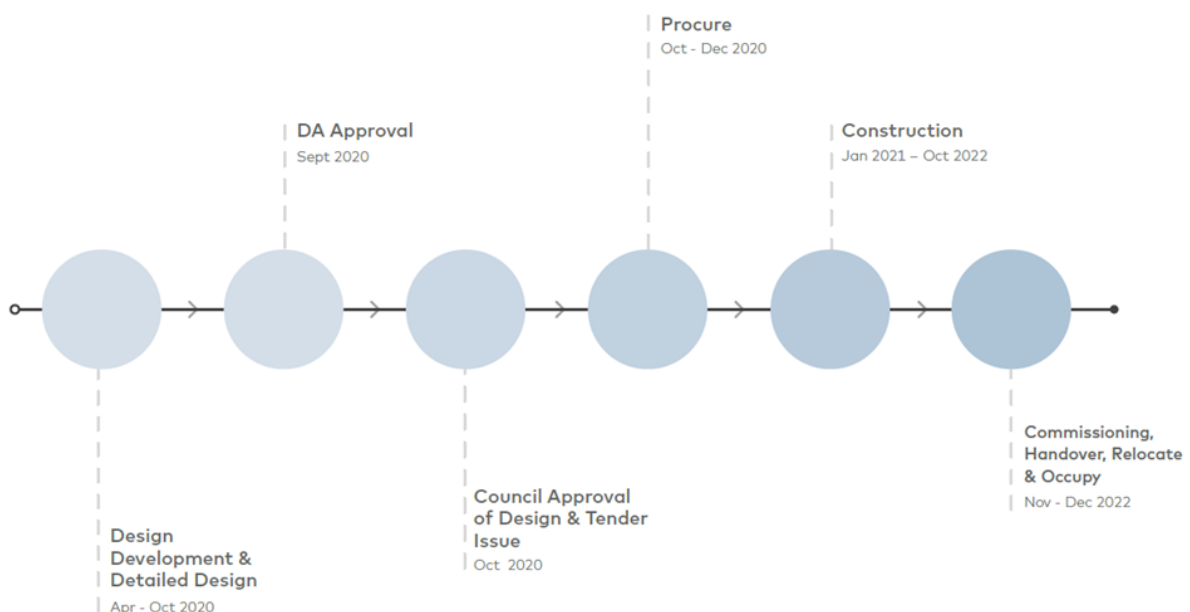 Procure
Oct - Dec 2020
DA Approval
Sept 2020
Construction
Jan 2021 – Oct 2022
Commissioning,
Handover, Relocate
& Occupy
Nov - Dec 2022
Council Approval
of Design & Tender
Issue
Oct 2020
Design
Development &
Detailed Design
Apr - Oct 2020